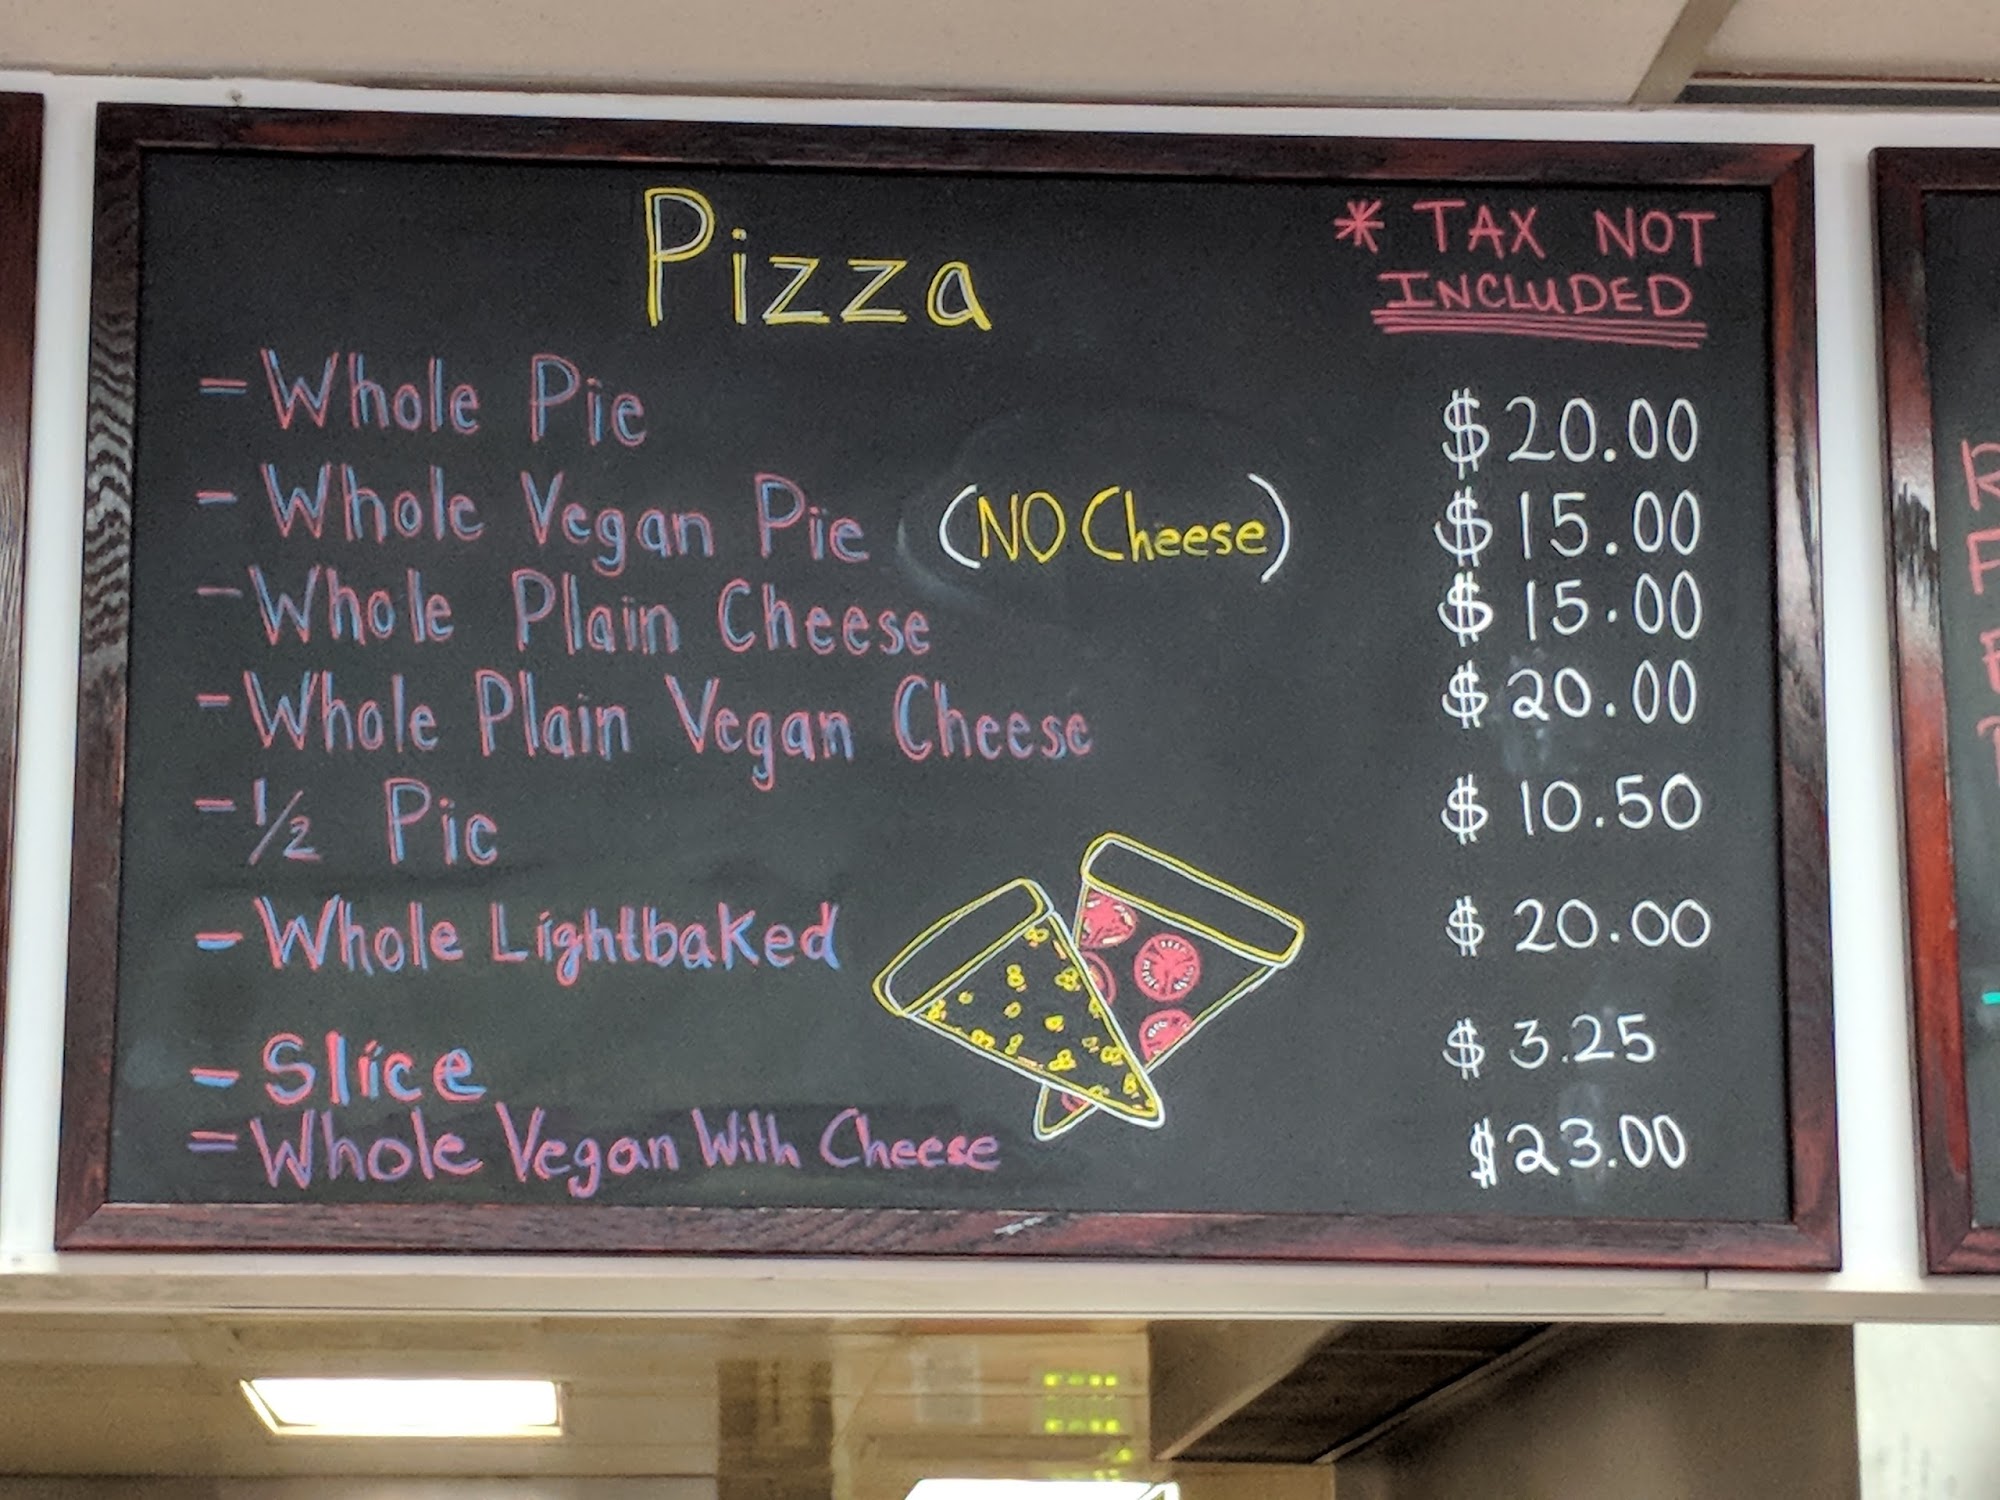 Pizza
* TAX NOT
INCLUDED
- Whole Pie $20.00
- Whole Vegan Pie (NO Cheese) $15.00
- Whole Plain Cheese $15.00
- Whole Plain Vegan Cheese $20.00
- 1/2 Pie $10.50
- Whole Lightbaked $20.00
- Slice $3.25
- Whole Vegan With Cheese $23.00